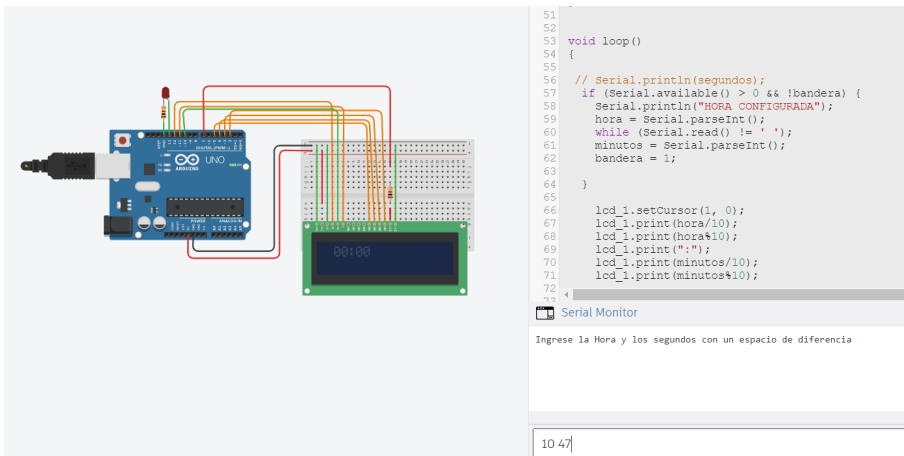 51
52
53 void loop()
54 {
55
56 // Serial.println(segundos);
57 if (Serial.available() > 0 && !bandera) {
58 Serial.println("HORA CONFIGURADA");
59 hora = Serial.parseInt();
60 while (Serial.read() != ' ');
61 minutos = Serial.parseInt();
62 bandera = 1;
63
64 }
65
66 lcd_1.setCursor(1, 0);
67 lcd_1.print(hora/10);
68 lcd_1.print(hora%10);
69 lcd_1.print(":");
70 lcd_1.print(minutos/10);
71 lcd_1.print(minutos%10);
72
73
UNO
ARDUINO
00:00
Serial Monitor
Ingrese la Hora y los segundos con un espacio de diferencia
10 47